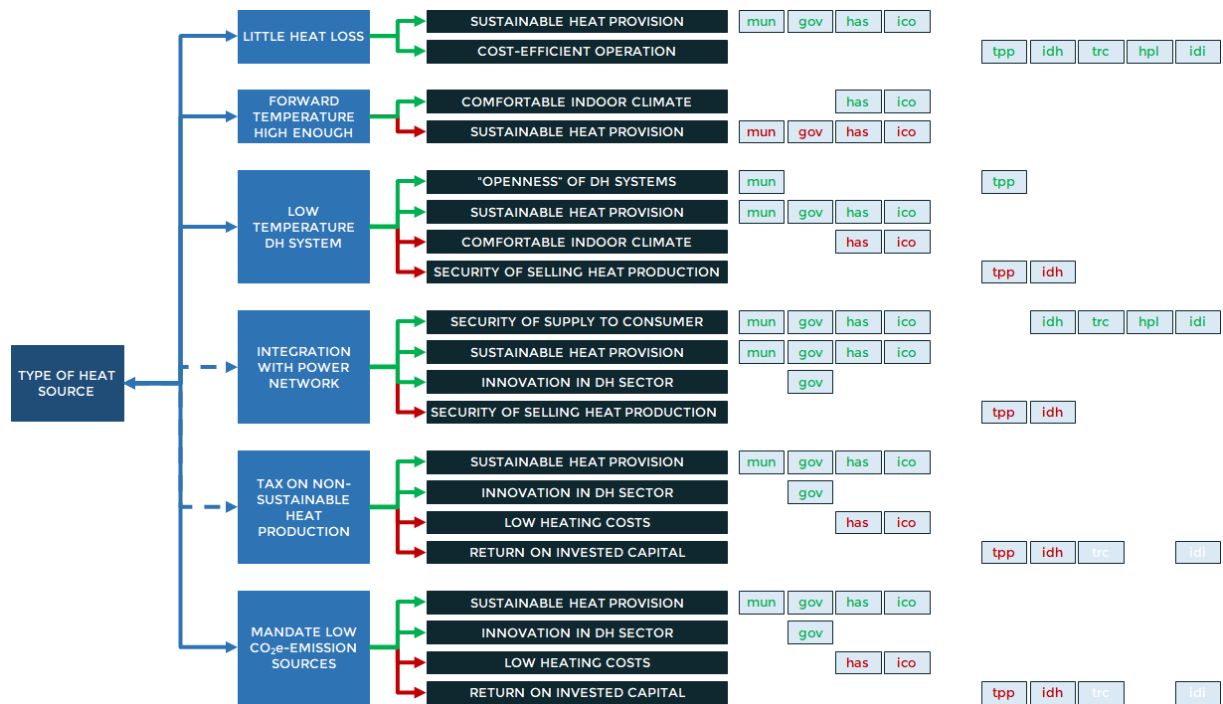 SUSTAINABLE HEAT PROVISION mun gov has ico
LITTLE HEAT LOSS
COST-EFFICIENT OPERATION tpp idh trc hpl idi
FORWARD
TEMPERATURE
HIGH ENOUGH
COMFORTABLE INDOOR CLIMATE has ico
SUSTAINABLE HEAT PROVISION mun gov has ico
LOW
TEMPERATURE
DH SYSTEM
"OPENNESS" OF DH SYSTEMS mun tpp
SUSTAINABLE HEAT PROVISION mun gov has ico
COMFORTABLE INDOOR CLIMATE has ico
SECURITY OF SELLING HEAT PRODUCTION tpp idh
TYPE OF HEAT
SOURCE
INTEGRATION
WITH POWER
NETWORK
SECURITY OF SUPPLY TO CONSUMER mun gov has ico idh trc hpl idi
SUSTAINABLE HEAT PROVISION mun gov has ico
INNOVATION IN DH SECTOR gov
SECURITY OF SELLING HEAT PRODUCTION tpp idh
TAX ON NON-
SUSTAINABLE
HEAT
PRODUCTION
SUSTAINABLE HEAT PROVISION mun gov has ico
INNOVATION IN DH SECTOR gov
LOW HEATING COSTS has ico
RETURN ON INVESTED CAPITAL tpp idh trc idi
MANDATE LOW
CO₂e-EMISSION
SOURCES
SUSTAINABLE HEAT PROVISION mun gov has ico
INNOVATION IN DH SECTOR gov
LOW HEATING COSTS has ico
RETURN ON INVESTED CAPITAL tpp idh trc idi